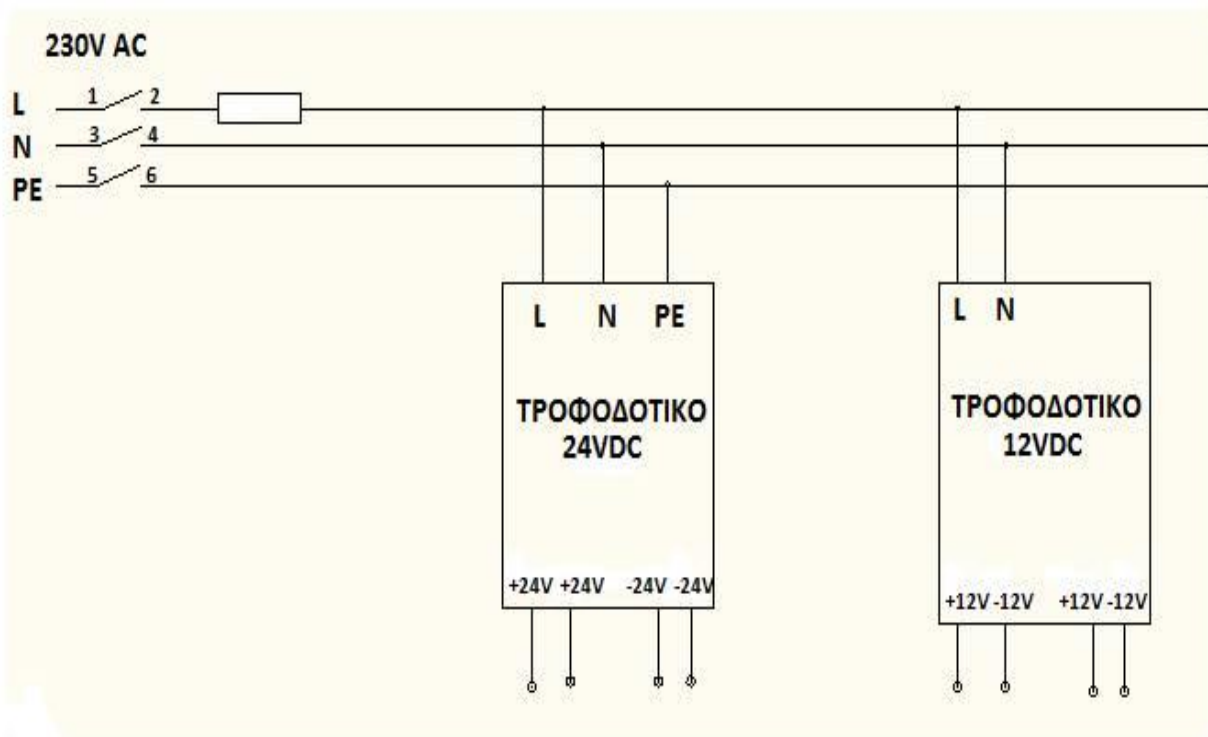 230V AC
L 1 2
N 3 4
PE 5 6
L N PE
ΤΡΟΦΟΔΟΤΙΚΟ
24VDC
+24V +24V -24V -24V
L N
ΤΡΟΦΟΔΟΤΙΚΟ
12VDC
+12V -12V +12V -12V